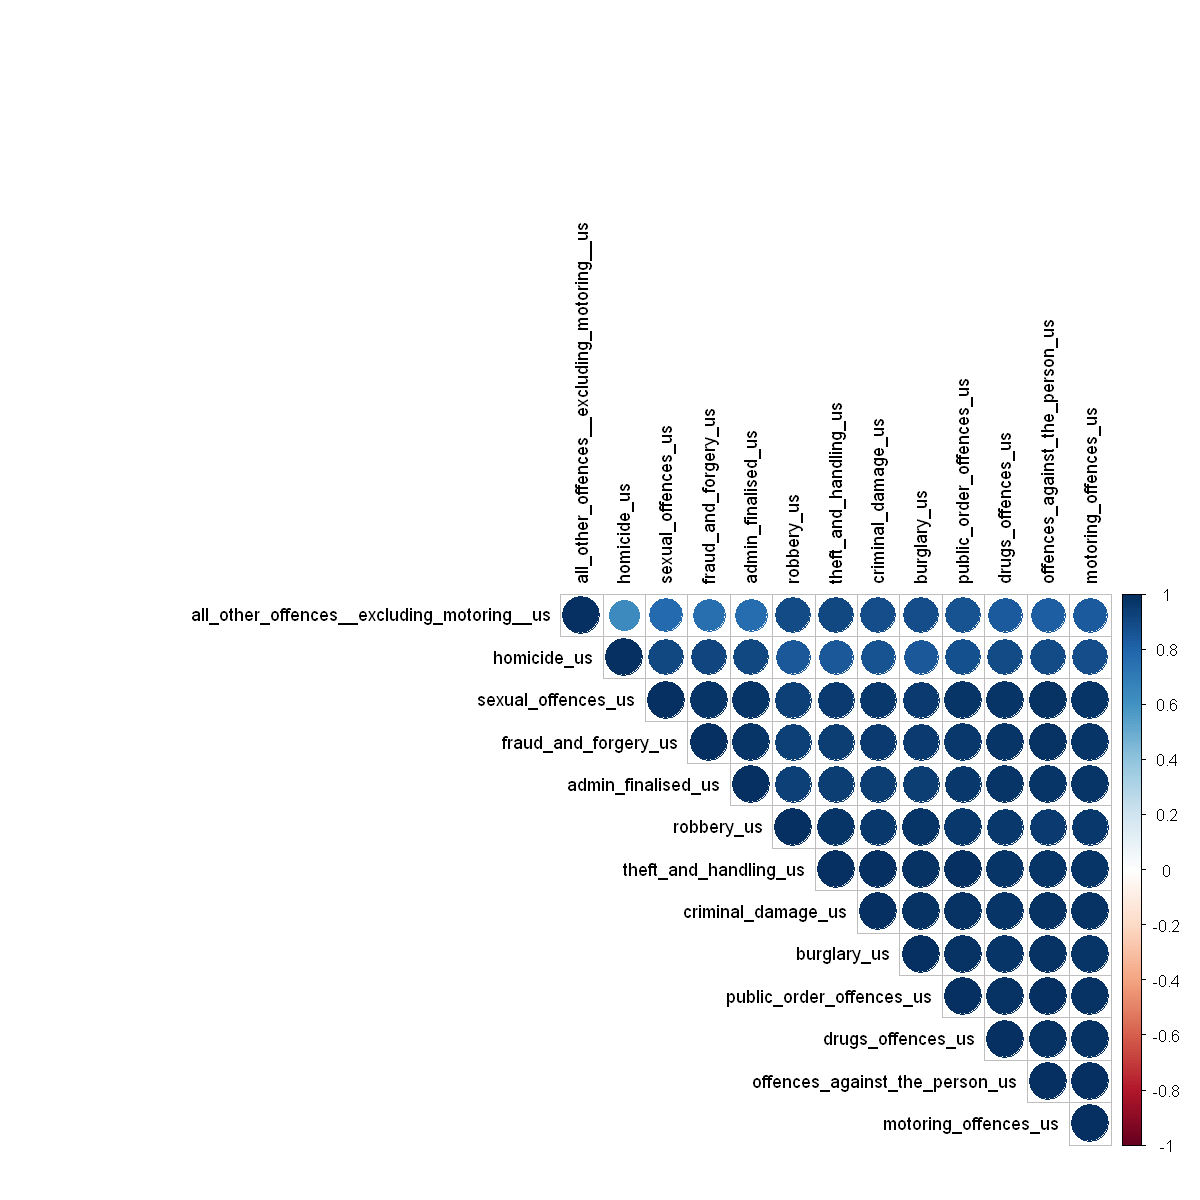 all_other_offences__excluding_motoring__us
homicide_us
sexual_offences_us
fraud_and_forgery_us
admin_finalised_us
robbery_us
theft_and_handling_us
criminal_damage_us
burglary_us
public_order_offences_us
drugs_offences_us
offences_against_the_person_us
motoring_offences_us
all_other_offences__excluding_motoring__us
homicide_us
sexual_offences_us
fraud_and_forgery_us
admin_finalised_us
robbery_us
theft_and_handling_us
criminal_damage_us
burglary_us
public_order_offences_us
drugs_offences_us
offences_against_the_person_us
motoring_offences_us
1
0.8
0.6
0.4
0.2
0
-0.2
-0.4
-0.6
-0.8
-1